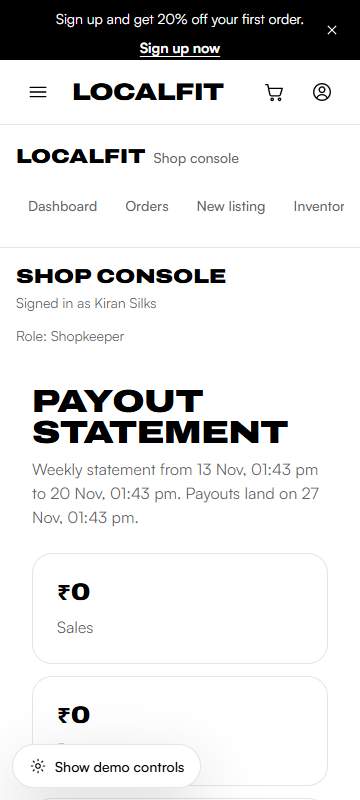 Sign up and get 20% off your first order.
Sign up now
LOCALFIT
LOCALFIT Shop console
Dashboard Orders New listing Inventor
SHOP CONSOLE
Signed in as Kiran Silks
Role: Shopkeeper
PAYOUT
STATEMENT
Weekly statement from 13 Nov, 01:43 pm
to 20 Nov, 01:43 pm. Payouts land on 27
Nov, 01:43 pm.
₹0
Sales
₹0
Show demo controls